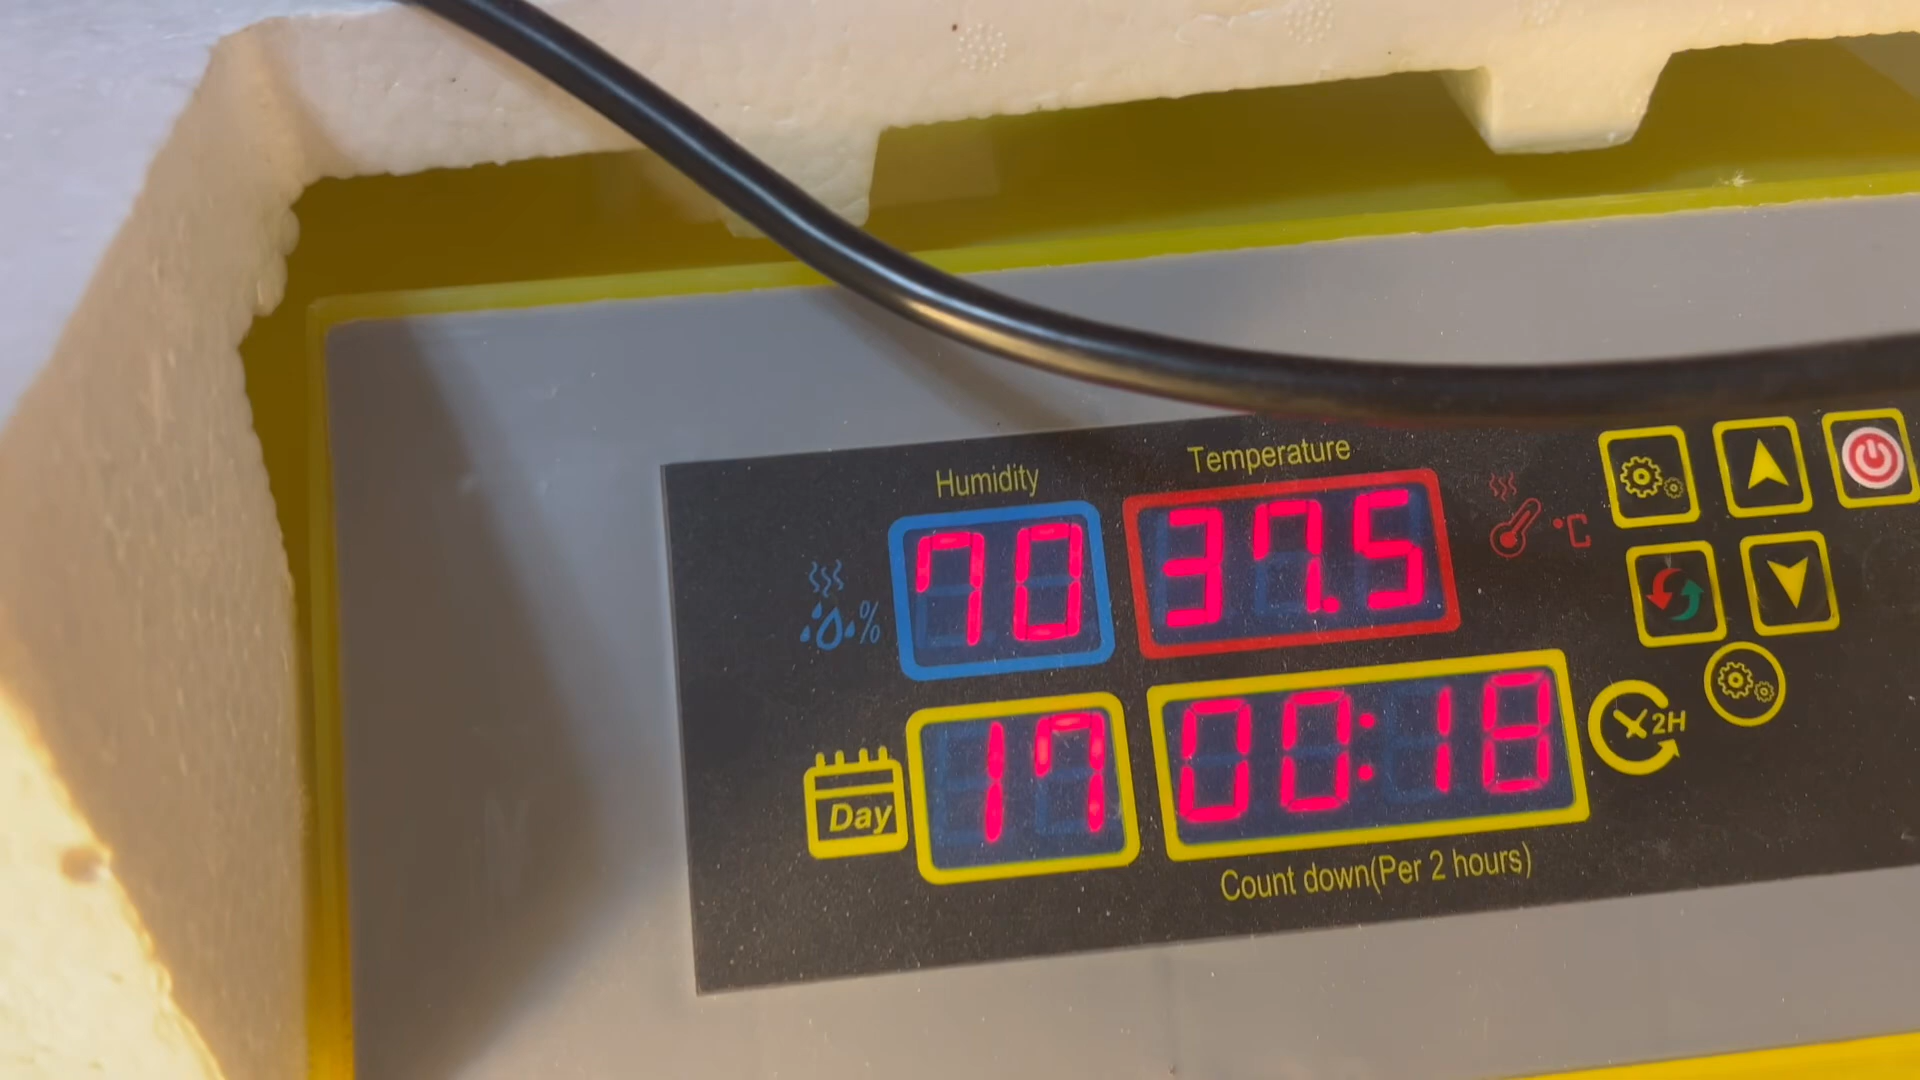 Humidity
Temperature
%
70
37.5
°C
Day
17
00:18
2H
Count down(Per 2 hours)